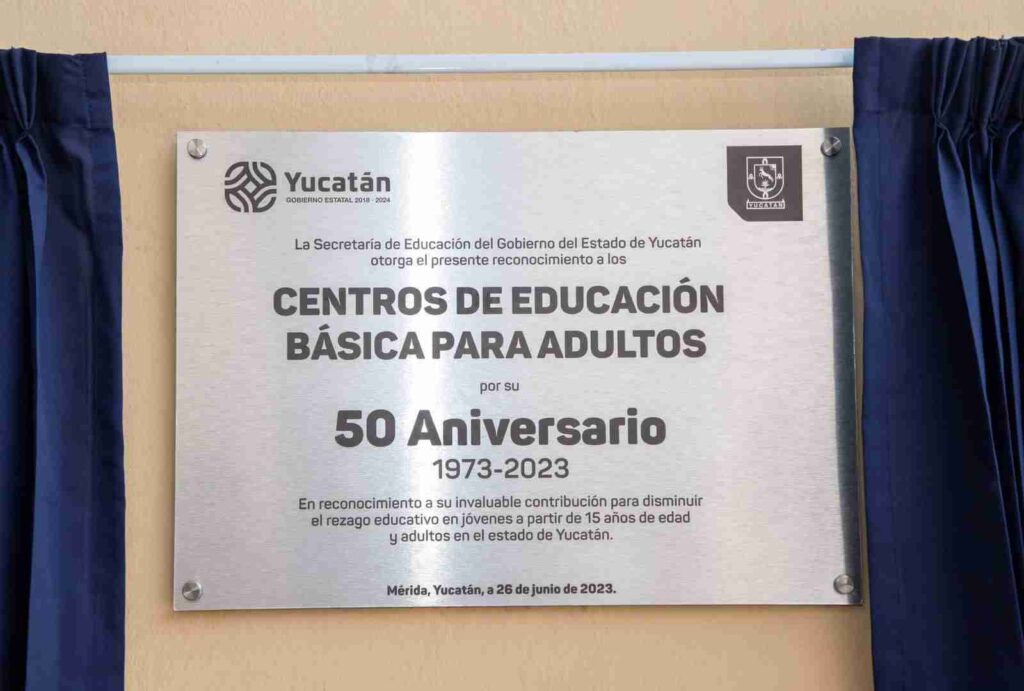 Yucatán
GOBIERNO ESTATAL 2018 - 2024
YUCATÁN
La Secretaría de Educación del Gobierno del Estado de Yucatán
otorga el presente reconocimiento a los
CENTROS DE EDUCACIÓN
BÁSICA PARA ADULTOS
por su
50 Aniversario
1973-2023
En reconocimiento a su invaluable contribución para disminuir
el rezago educativo en jóvenes a partir de 15 años de edad
y adultos en el estado de Yucatán.
Mérida, Yucatán, a 26 de junio de 2023.